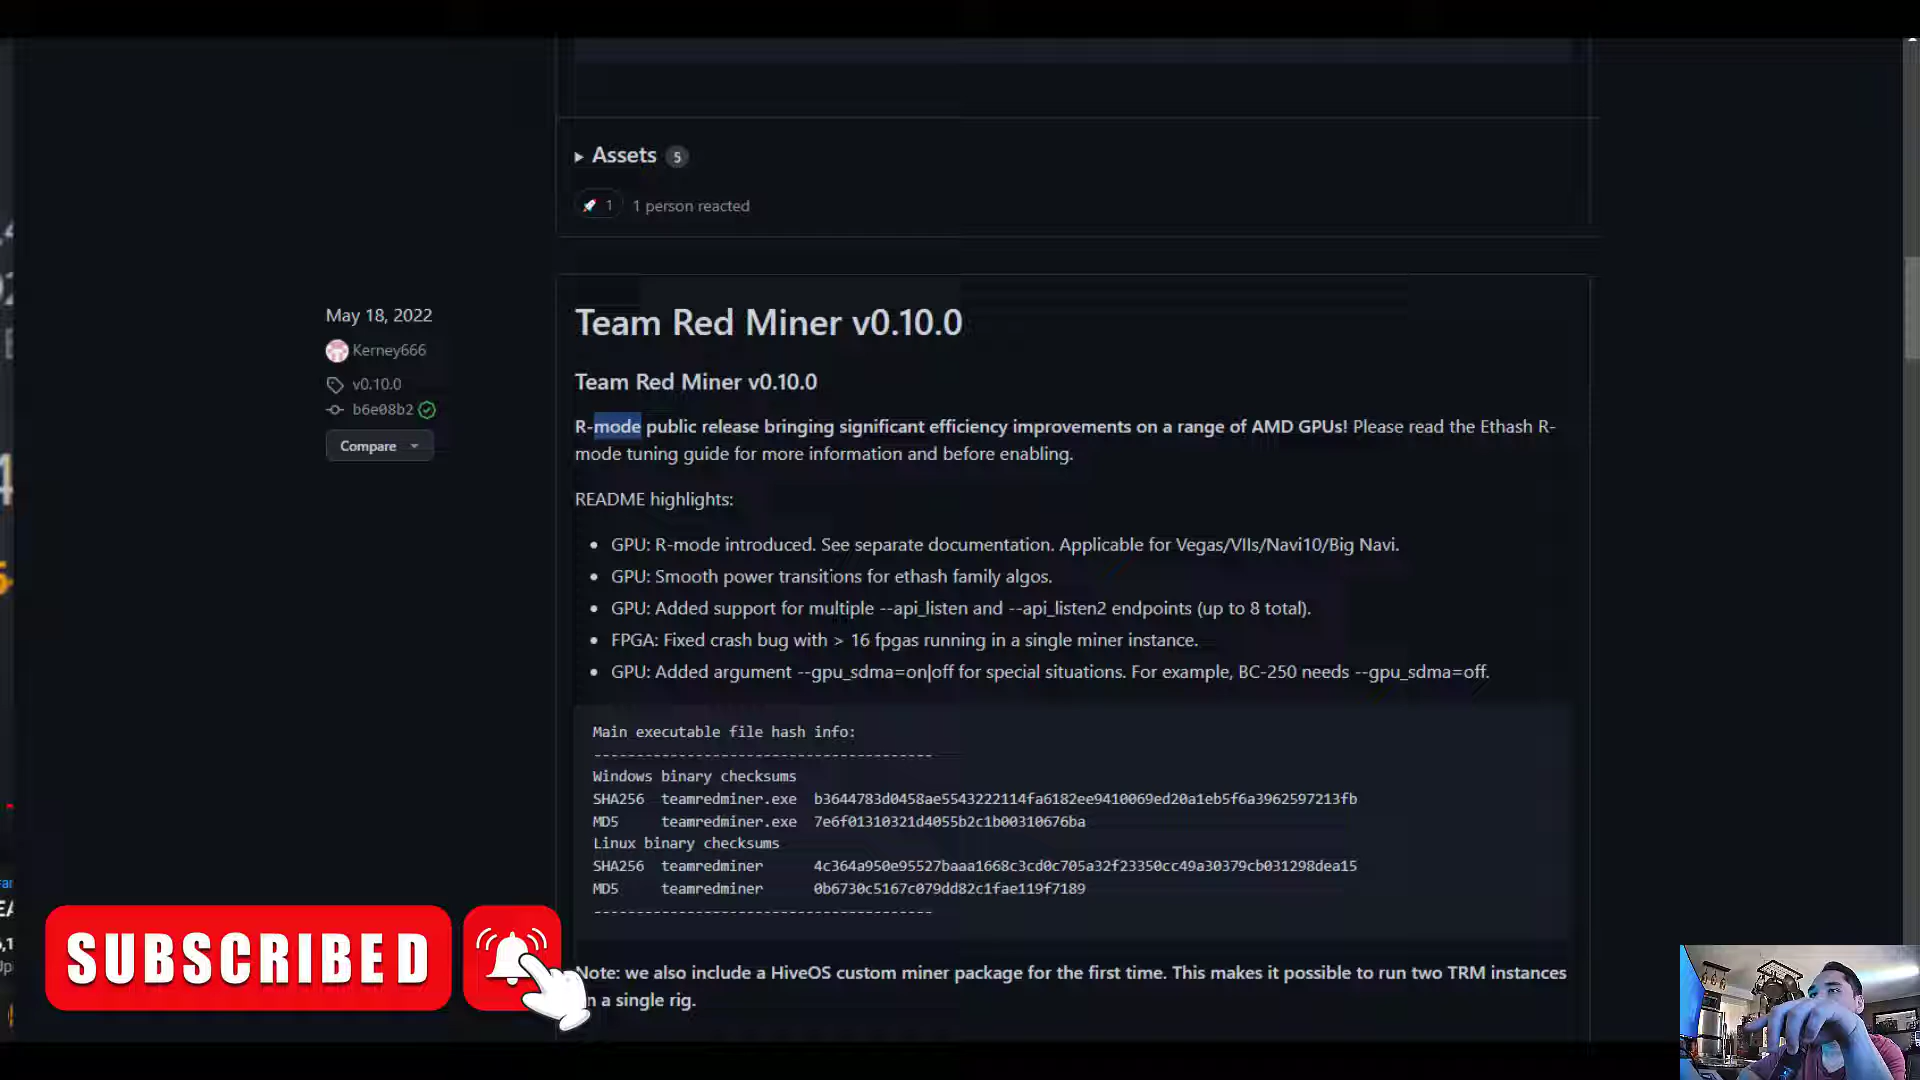 Assets 5
1 1 person reacted
May 18, 2022
Kerney666
v0.10.0
b6e08b2
Compare
Team Red Miner v0.10.0
Team Red Miner v0.10.0
R-mode public release bringing significant efficiency improvements on a range of AMD GPUs! Please read the Ethash R-
mode tuning guide for more information and before enabling.
README highlights:
• GPU: R-mode introduced. See separate documentation. Applicable for Vegas/VIIs/Navi10/Big Navi.
• GPU: Smooth power transitions for ethash family algos.
• GPU: Added support for multiple --api_listen and --api_listen2 endpoints (up to 8 total).
• FPGA: Fixed crash bug with > 16 fpgas running in a single miner instance.
• GPU: Added argument --gpu_sdma=on|off for special situations. For example, BC-250 needs --gpu_sdma=off.
Main executable file hash info:
----------------------------------------
Windows binary checksums
SHA256 teamredminer.exe b3644783d0458ae5543222114fa6182ee9410069ed20a1eb5f6a3962597213fb
MD5 teamredminer.exe 7e6f01310321d4055b2c1b00310676ba
Linux binary checksums
SHA256 teamredminer 4c364a950e95527baaa1668c3cd0c705a32f23350cc49a30379cb031298dea15
MD5 teamredminer 0b6730c5167c079dd82c1fae119f7189
----------------------------------------
Note: we also include a HiveOS custom miner package for the first time. This makes it possible to run two TRM instances
n a single rig.
SUBSCRIBED